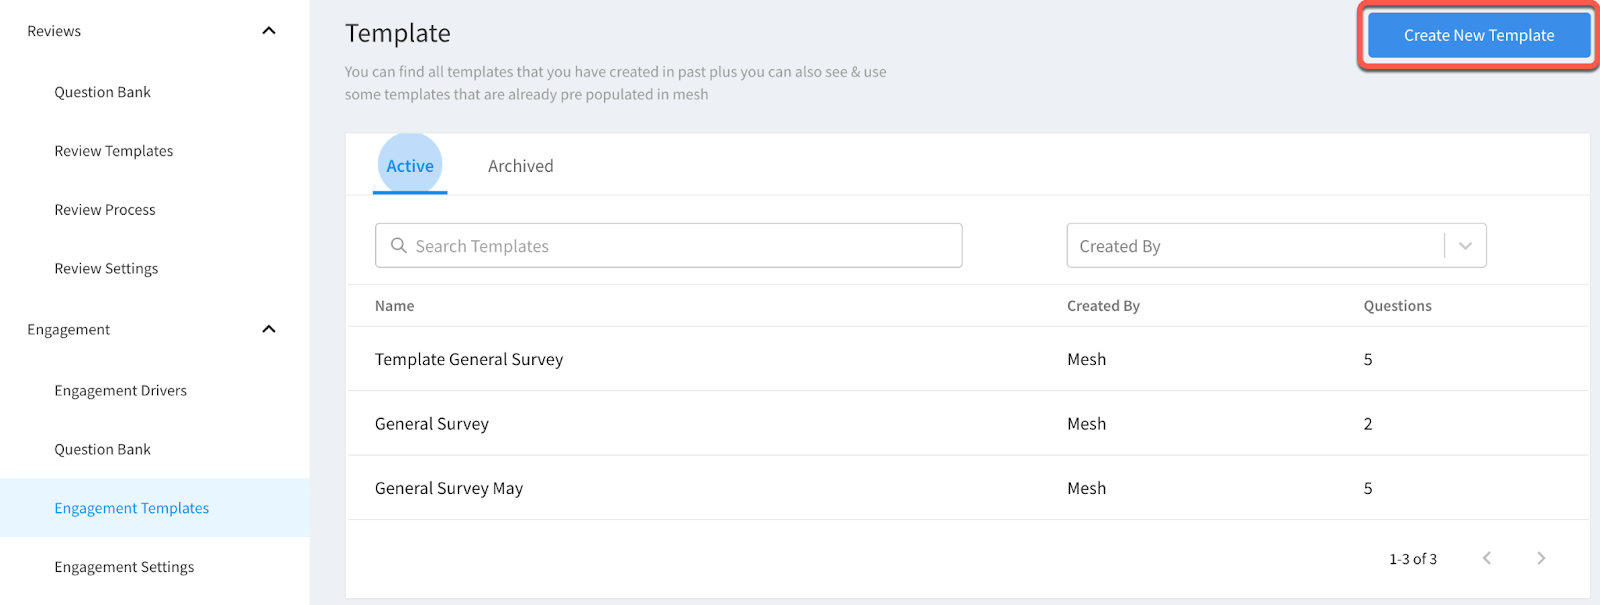 Reviews
Question Bank
Review Templates
Review Process
Review Settings
Engagement
Engagement Drivers
Question Bank
Engagement Templates
Engagement Settings
Template
Create New Template
You can find all templates that you have created in past plus you can also see & use
some templates that are already pre populated in mesh
Active Archived
Search Templates Created By
Name Created By Questions
Template General Survey Mesh 5
General Survey Mesh 2
General Survey May Mesh 5
1-3 of 3